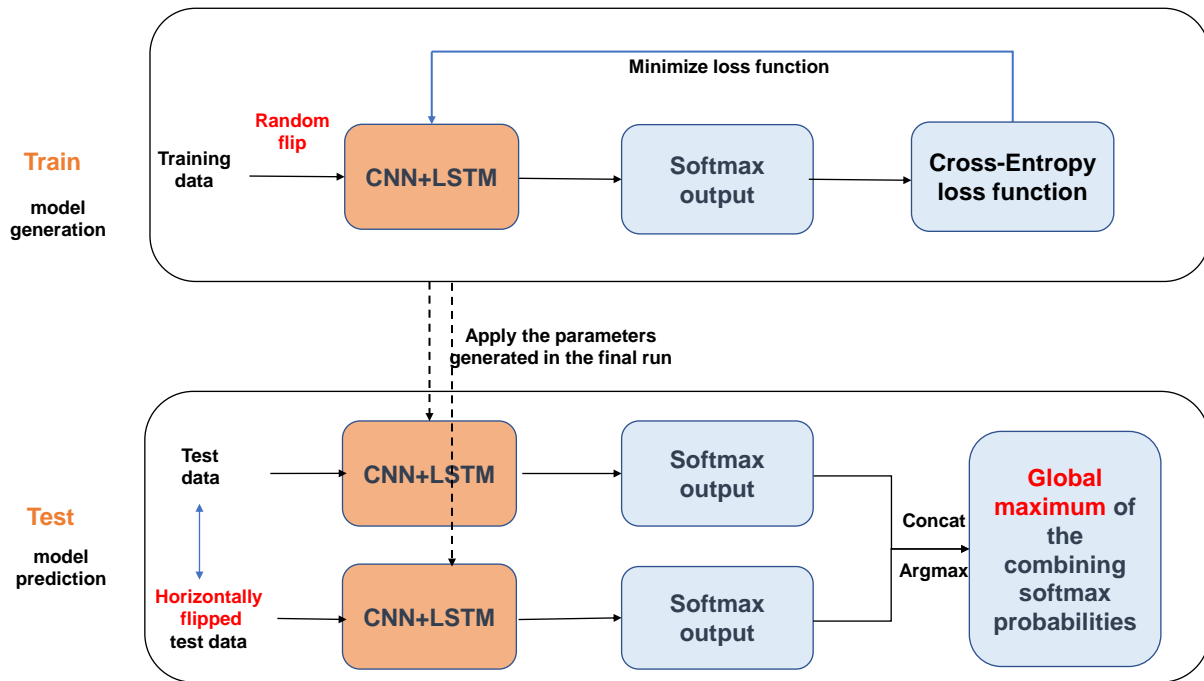 Minimize loss function
Random
flip
Train
model
generation
Training
data
CNN+LSTM
Softmax
output
Cross-Entropy
loss function
Apply the parameters
generated in the final run
Test
model
prediction
Test
data
CNN+LSTM
Softmax
output
Horizontally
flipped
test data
CNN+LSTM
Softmax
output
Concat
Argmax
Global
maximum of
the
combining
softmax
probabilities